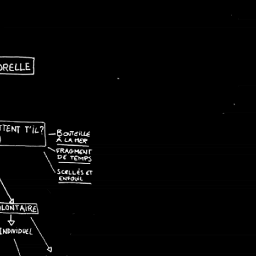 ORELLE
TTENT T'IL?
BOUTEILLE
À LA MER
FRAGMENT
DE TEMPS
SCELLÉS ET
ENFOUI
LONTAIRE
INDIVIDUEL